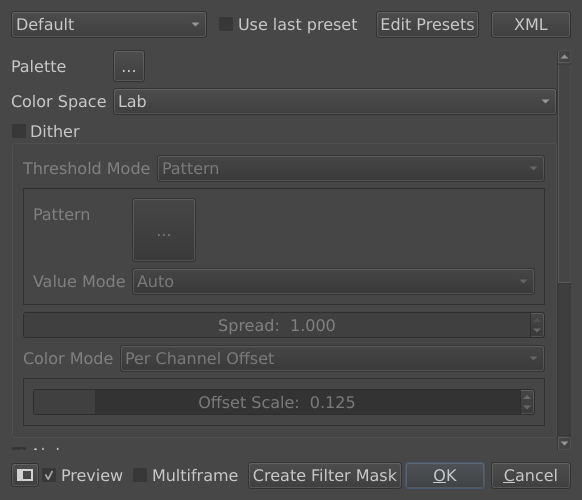 Default Use last preset Edit Presets XML
Palette ...
Color Space Lab
Dither
Threshold Mode Pattern
Pattern ...
Value Mode Auto
Spread: 1.000
Color Mode Per Channel Offset
Offset Scale: 0.125
Preview Multiframe Create Filter Mask OK Cancel